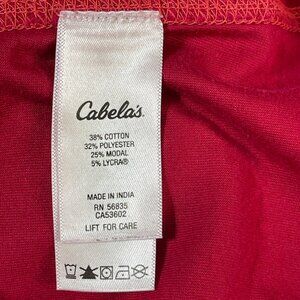 Cabela's
38% COTTON
32% POLYESTER
25% MODAL
5% LYCRA®
MADE IN INDIA
RN 56835
CA53602
LIFT FOR CARE